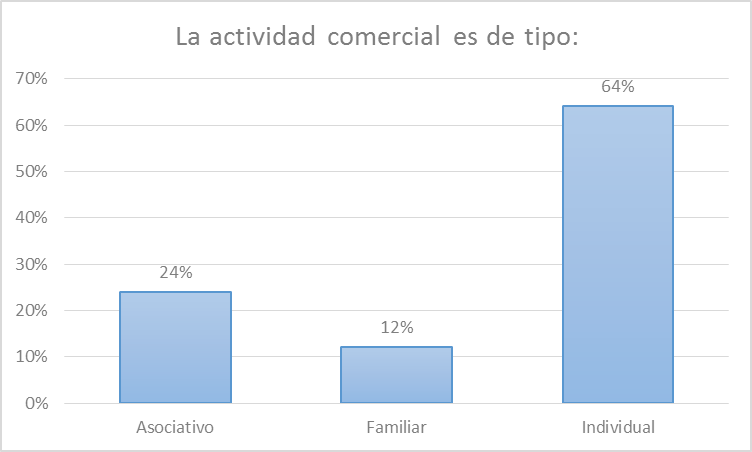 La actividad comercial es de tipo:
70%
60%
50%
40%
30%
20%
10%
0%
24%
12%
64%
Asociativo
Familiar
Individual